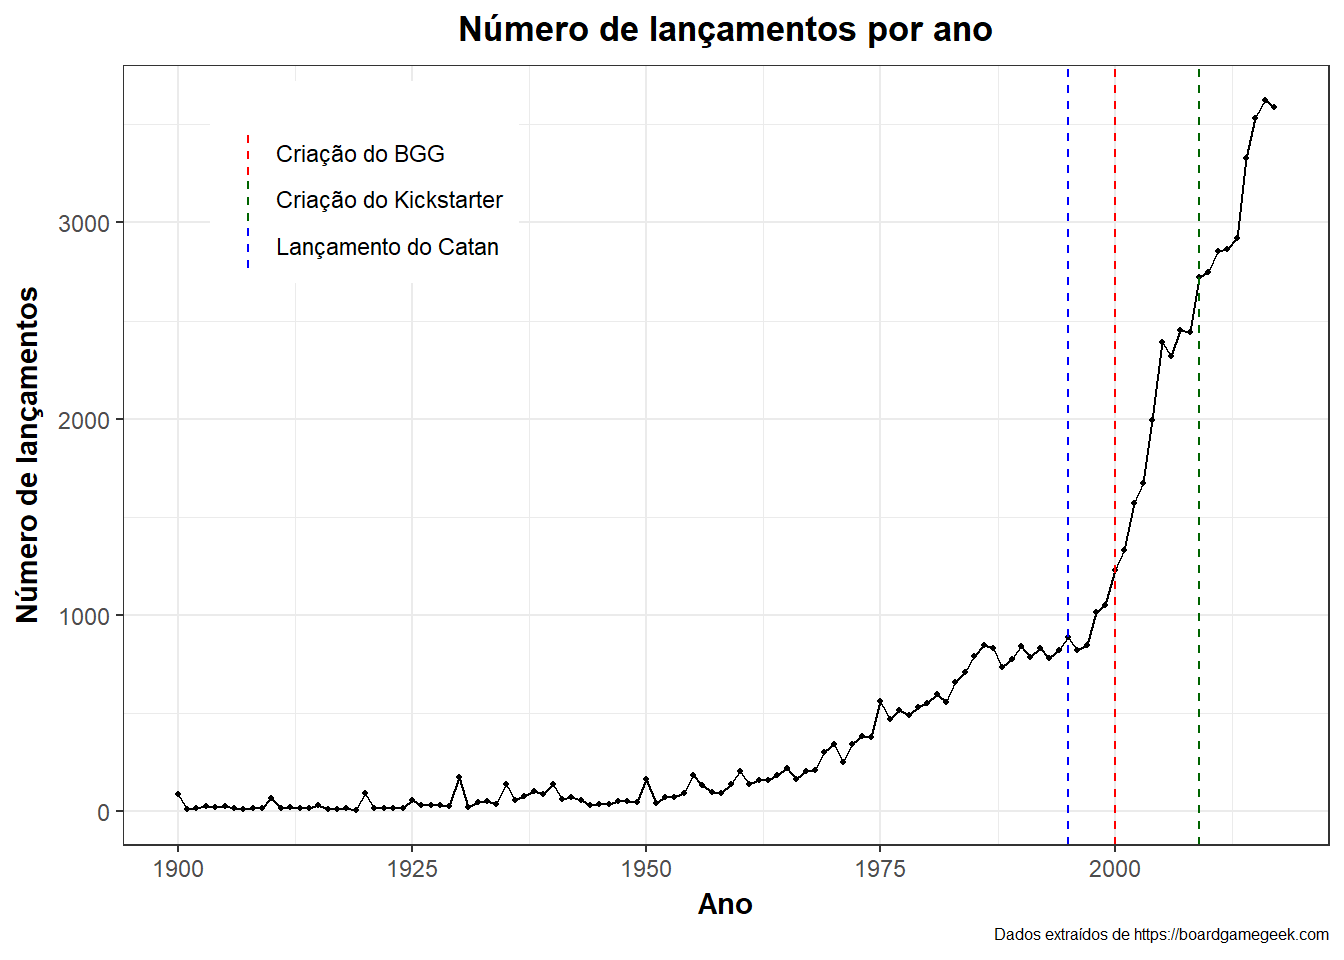 Número de lançamentos por ano
Criação do BGG
Criação do Kickstarter
Lançamento do Catan
Número de lançamentos
3000
2000
1000
0
1900
1925
1950
1975
2000
Ano
Dados extraídos de https://boardgamegeek.com